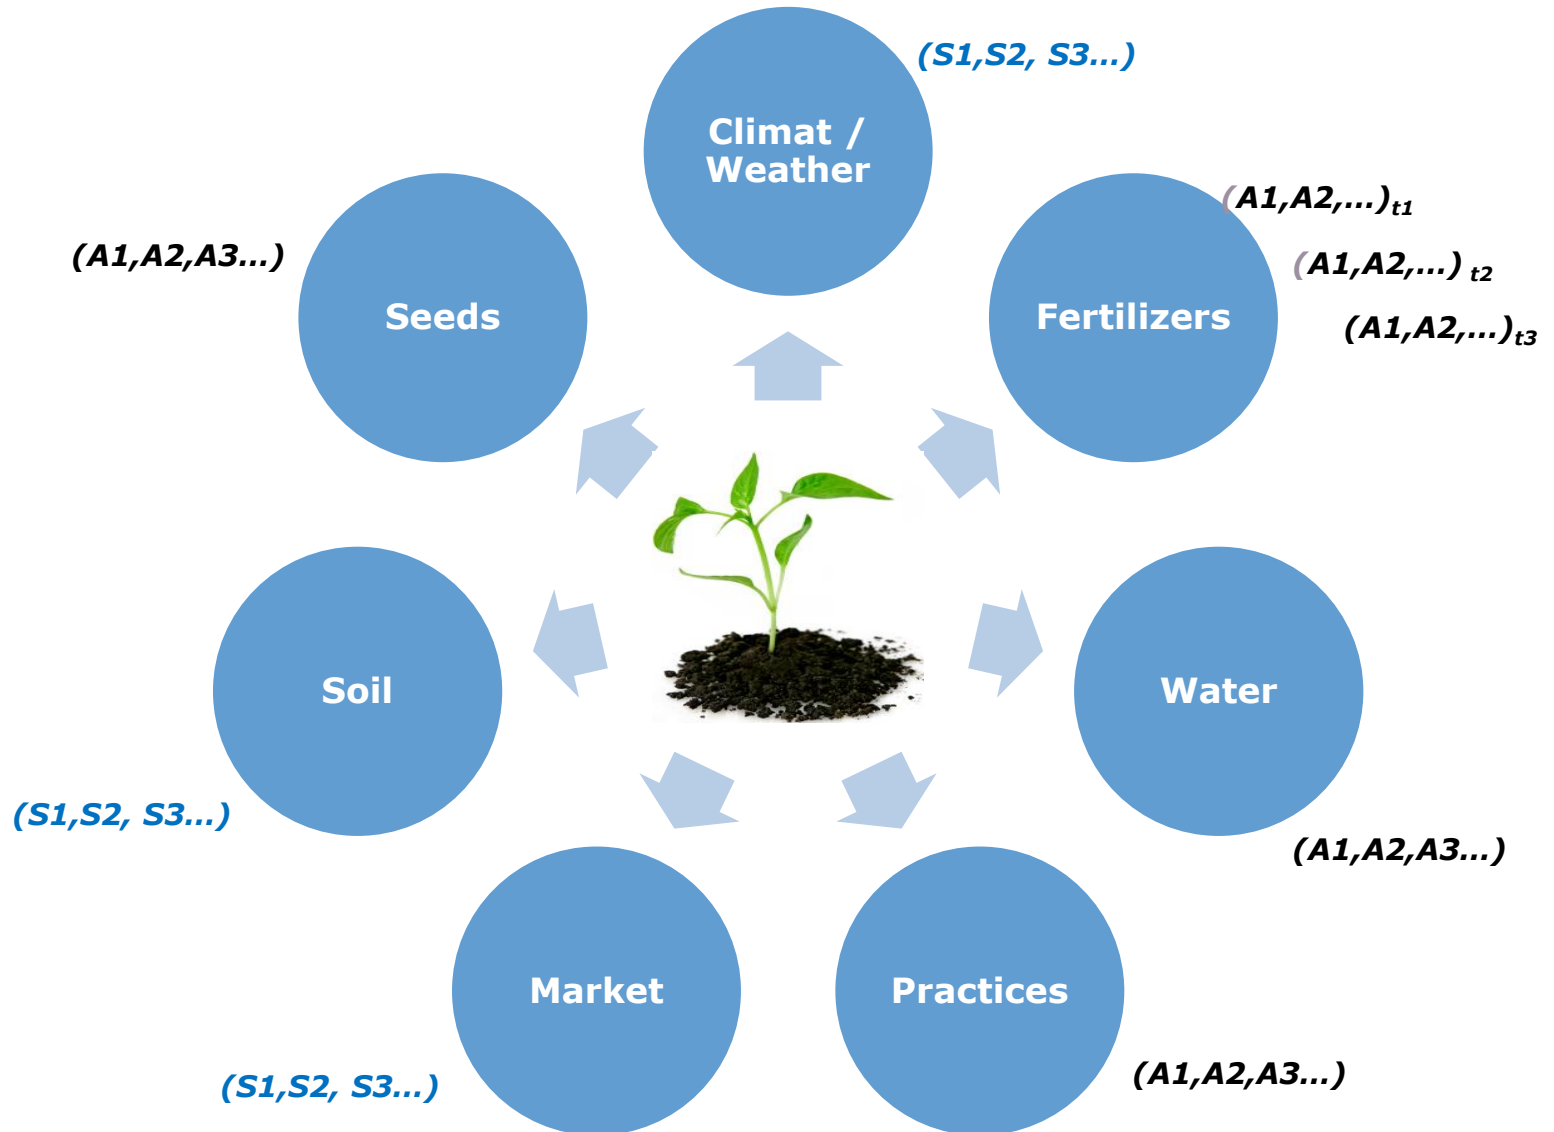 (S1,S2, S3...)
Climat /
Weather
(A1,A2,...)t1
(A1,A2,A3...)
(A1,A2,...) t2
Seeds
Fertilizers
(A1,A2,...)t3
Soil
Water
(S1,S2, S3...)
(A1,A2,A3...)
Market
Practices
(S1,S2, S3...)
(A1,A2,A3...)